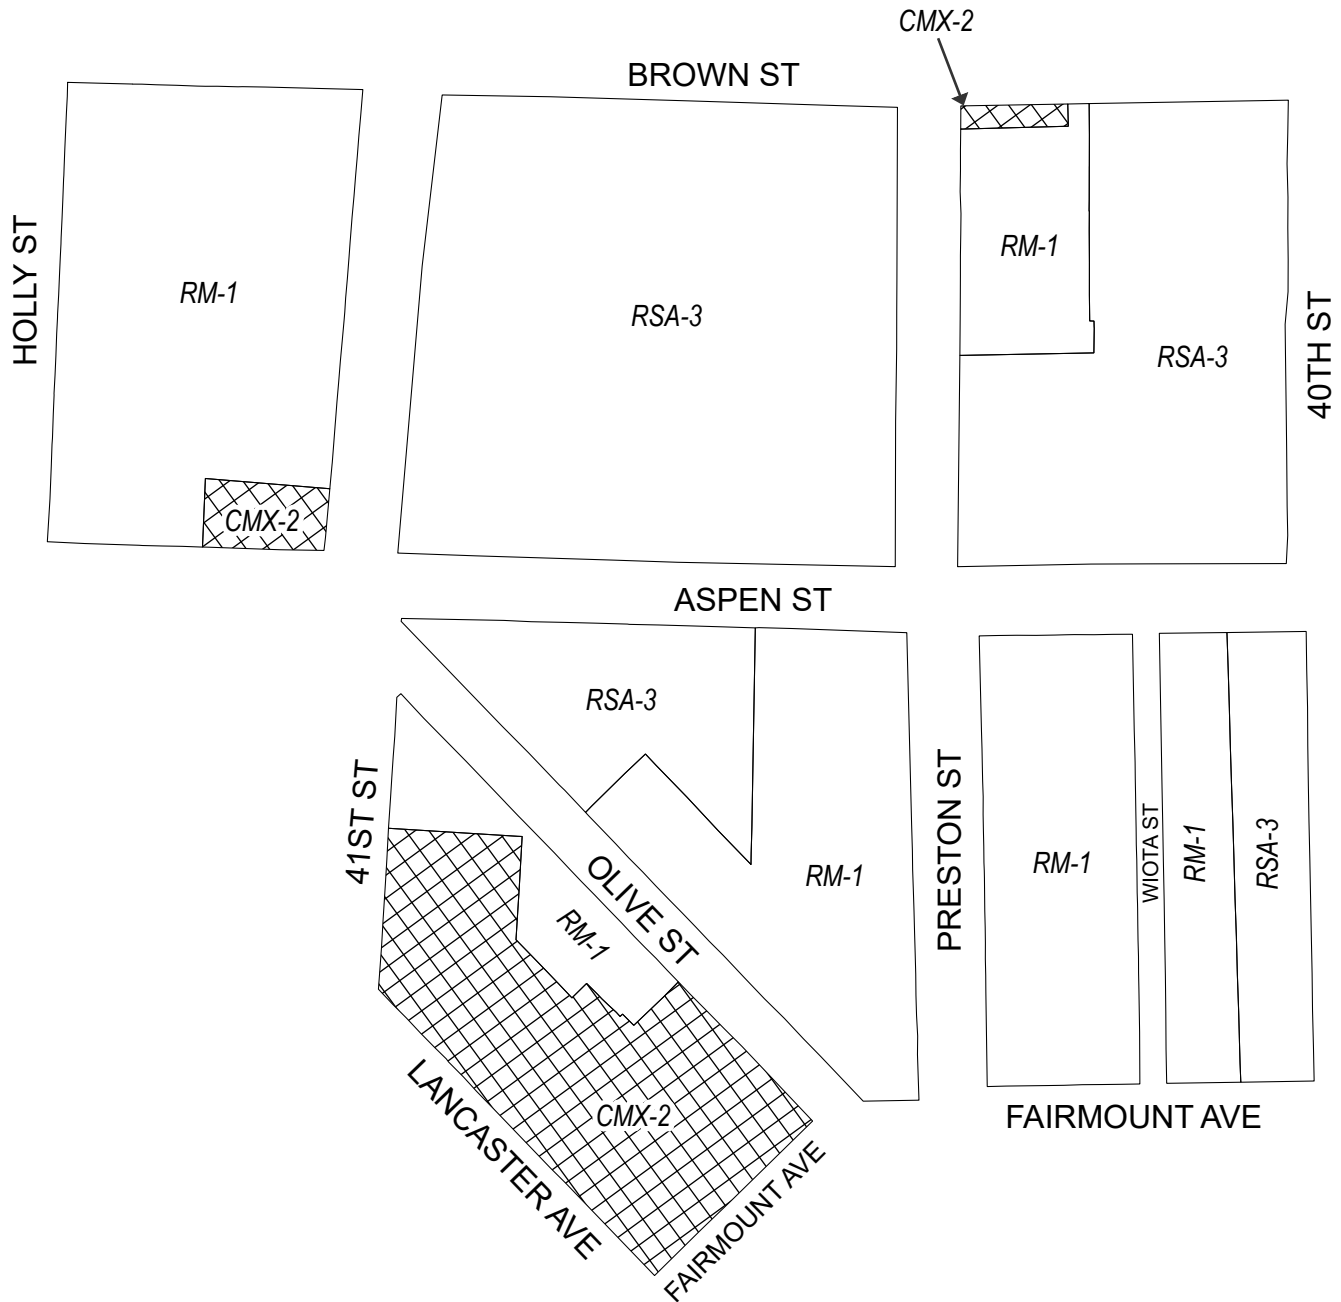 CMX-2
BROWN ST
HOLLY ST
RM-1
RSA-3
RM-1
RSA-3
40TH ST
CMX-2
ASPEN ST
RSA-3
41ST ST
OLIVE ST
RM-1
RM-1
PRESTON ST
RM-1
WIOTA ST
RM-1
RSA-3
LANCASTER AVE
CMX-2
FAIRMOUNT AVE
FAIRMOUNT AVE